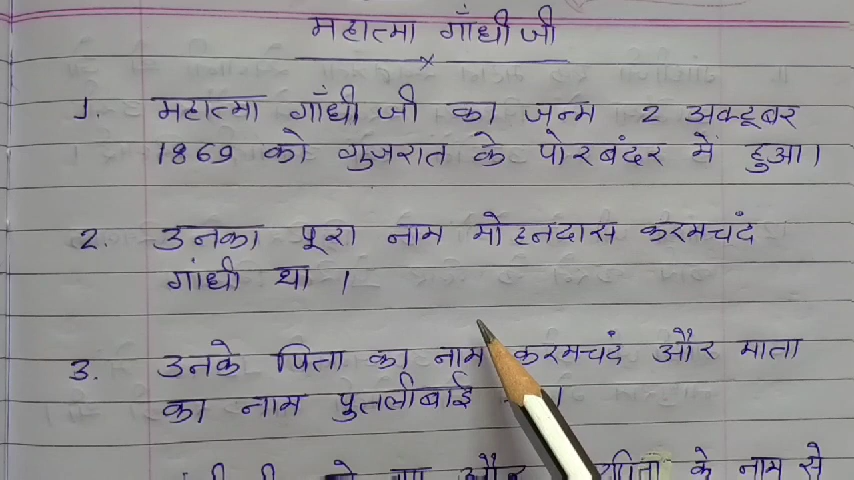 महात्मा गाँधी जी
1. महात्मा गाँधी जी का जन्म 2 अक्टूबर
1869 को गुजरात के पोरबंदर में हुआ।
2. उनका पूरा नाम मोहनदास करमचंद
गांधी था ।
3. उनके पिता का नाम करमचंद और माता
का नाम पुतलीबाई ।
और के नाम से